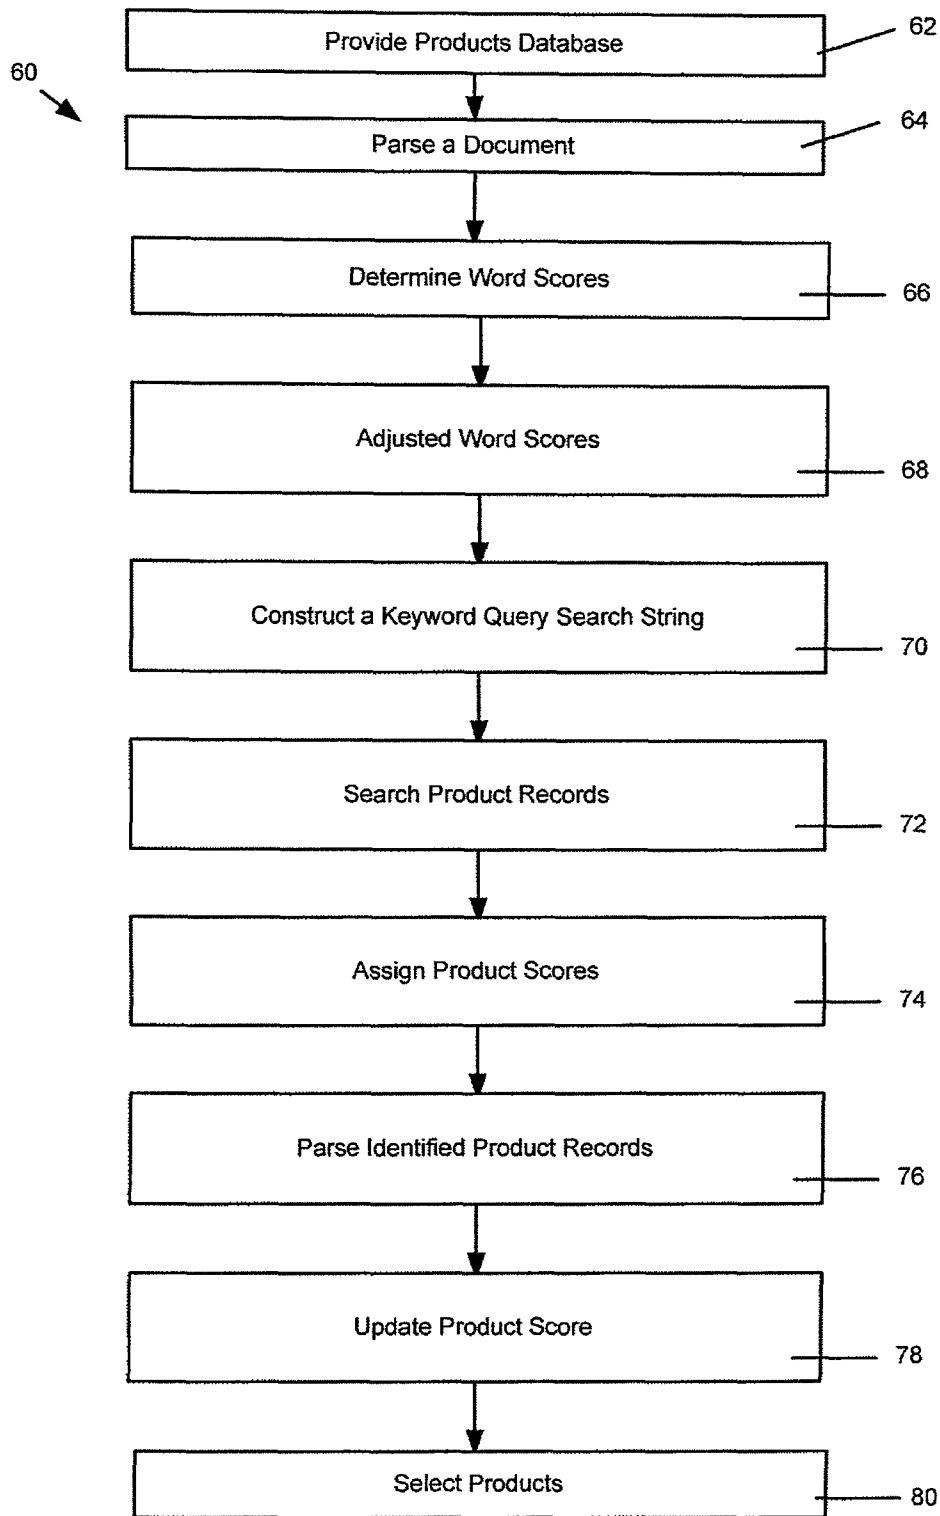 Provide Products Database
62
60
Parse a Document
64
Determine Word Scores
66
Adjusted Word Scores
68
Construct a Keyword Query Search String
70
Search Product Records
72
Assign Product Scores
74
Parse Identified Product Records
76
Update Product Score
78
Select Products
80